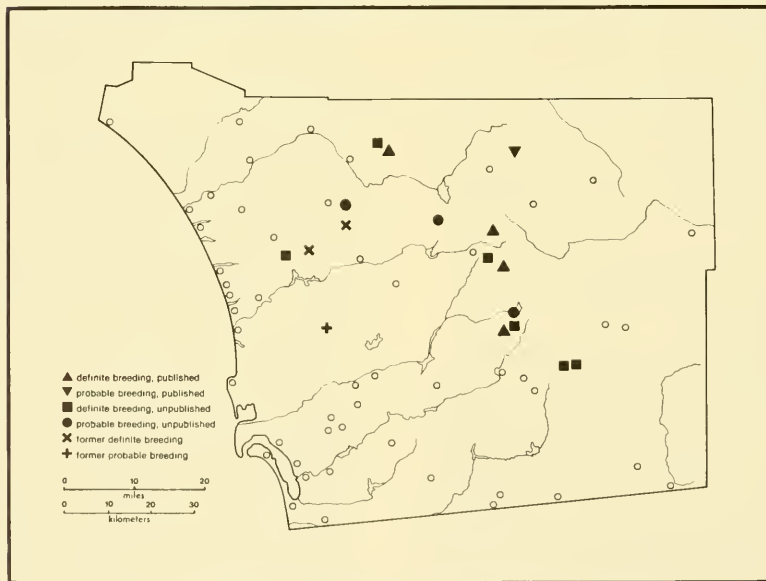 definite breeding, published
probable breeding, published
definite breeding, unpublished
probable breeding, unpublished
former definite breeding
former probable breeding
0 10 20
miles
0 10 20 30
kilometers